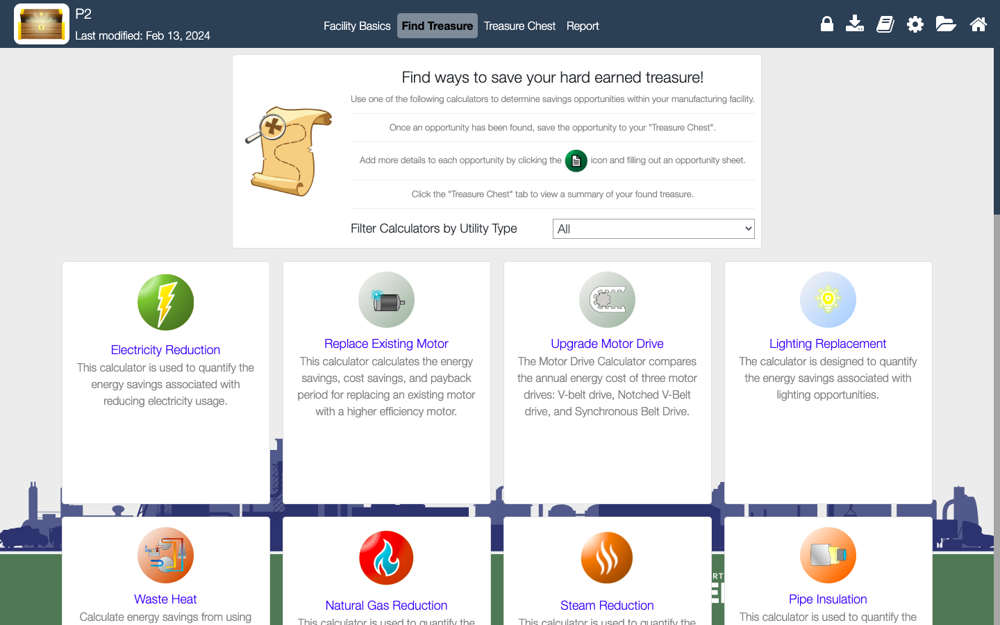 P2
Last modified: Feb 13, 2024
Facility Basics
Find Treasure
Treasure Chest
Report
Find ways to save your hard earned treasure!
Use one of the following calculators to determine savings opportunities within your manufacturing facility.
Once an opportunity has been found, save the opportunity to your "Treasure Chest".
Add more details to each opportunity by clicking the icon and filling out an opportunity sheet.
Click the "Treasure Chest" tab to view a summary of your found treasure.
Filter Calculators by Utility Type
All
Electricity Reduction
This calculator is used to quantify the
energy savings associated with
reducing electricity usage.
Replace Existing Motor
This calculator calculates the energy
savings, cost savings, and payback
period for replacing an existing motor
with a higher efficiency motor.
Upgrade Motor Drive
The Motor Drive Calculator compares
the annual energy cost of three motor
drives: V-belt drive, Notched V-Belt
drive, and Synchronous Belt Drive.
Lighting Replacement
The calculator is designed to quantify
the energy savings associated with
lighting opportunities.
Waste Heat
Calculate energy savings from using
Natural Gas Reduction
This calculator is used to quantify the
Steam Reduction
This calculator is used to quantify the
Pipe Insulation
This calculator is used to quantify the